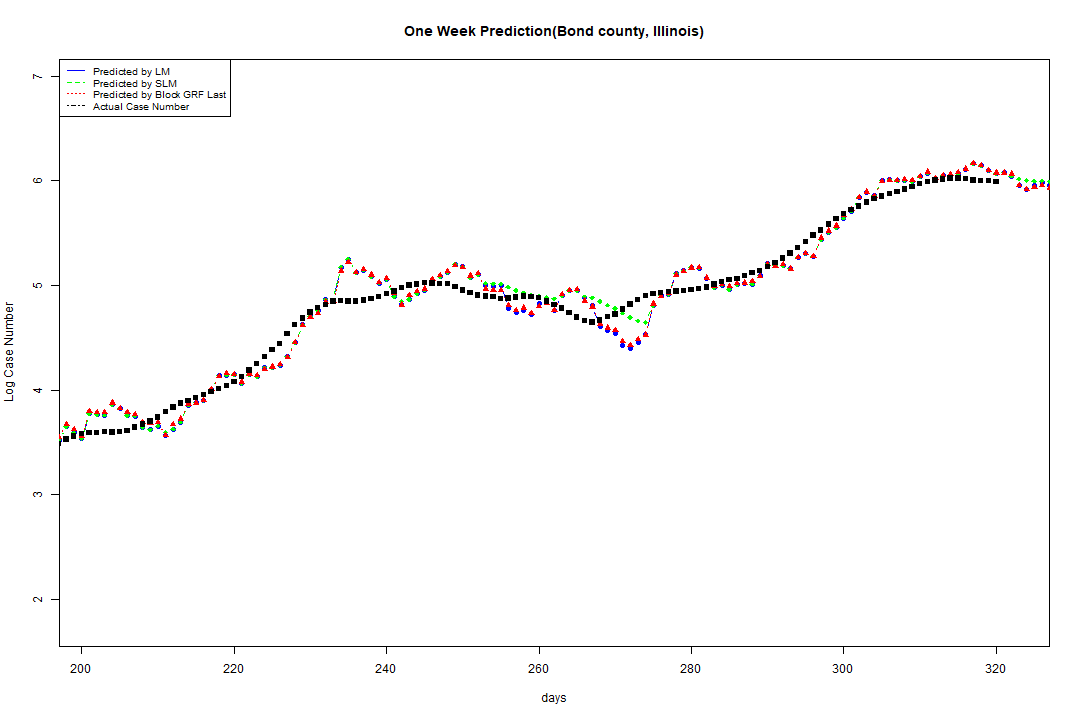 One Week Prediction(Bond county, Illinois)
Predicted by LM
Predicted by SLM
Predicted by Block GRF Last
Actual Case Number
Log Case Number
7
6
5
4
3
2
200 220 240 260 280 300 320
days